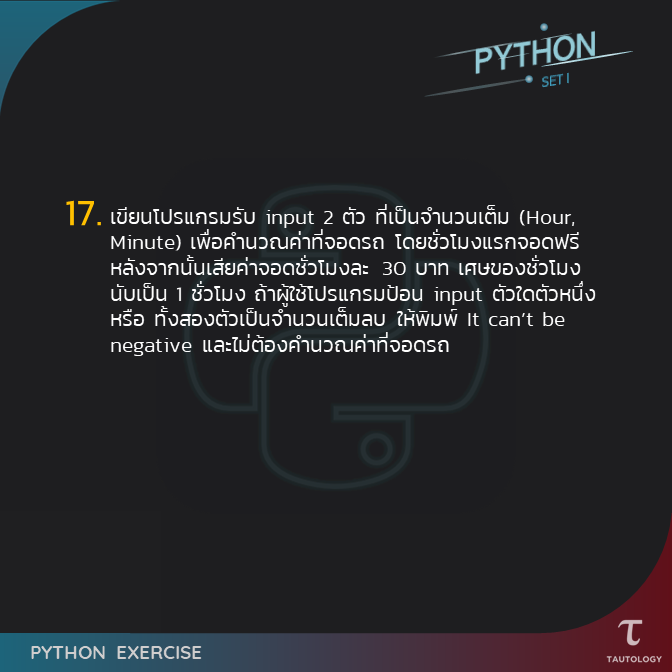 PYTHON
SET I
17. เขียนโปรแกรมรับ input 2 ตัว ที่เป็นจำนวนเต็ม (Hour,
Minute) เพื่อคำนวณค่าที่จอดรถ โดยชั่วโมงแรกจอดฟรี
หลังจากนั้นเสียค่าจอดชั่วโมงละ 30 บาท เศษของชั่วโมง
นับเป็น 1 ชั่วโมง ถ้าผู้ใช้โปรแกรมป้อน input ตัวใดตัวหนึ่ง
หรือ ทั้งสองตัวเป็นจำนวนเต็มลบ ให้พิมพ์ It can't be
negative และไม่ต้องคำนวณค่าที่จอดรถ
PYTHON EXERCISE
τ
TAUTOLOGY